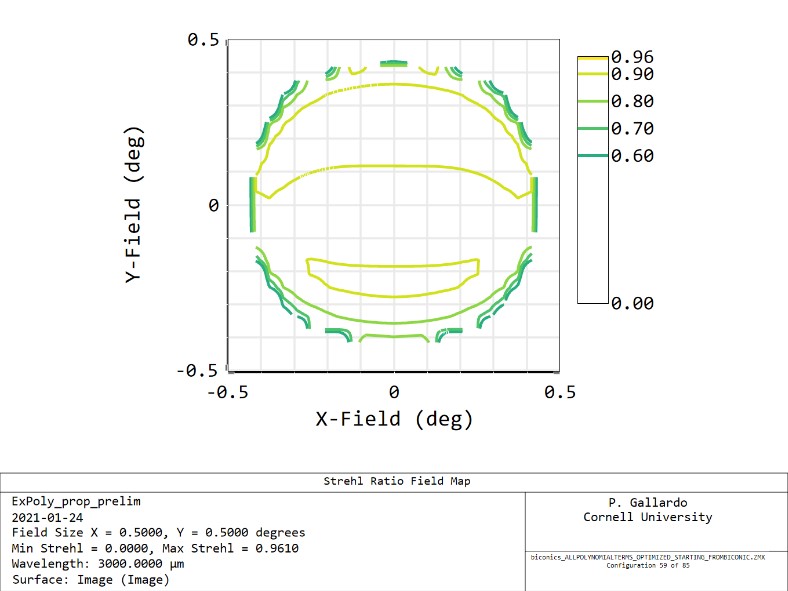 0.5
0
-0.5
Y-Field (deg)
-0.5 0 0.5
X-Field (deg)
0.96
0.90
0.80
0.70
0.60
0.00
Strehl Ratio Field Map
ExPoly_prop_prelim
2021-01-24
Field Size X = 0.5000, Y = 0.5000 degrees
Min Strehl = 0.0000, Max Strehl = 0.9610
Wavelength: 3000.0000 μm
Surface: Image (Image)
P. Gallardo
Cornell University
biconics_ALLPOLYNOMIALTERMS_OPTIMIZED_STARTING_FROMBICONIC.ZMX
Configuration 59 of 85